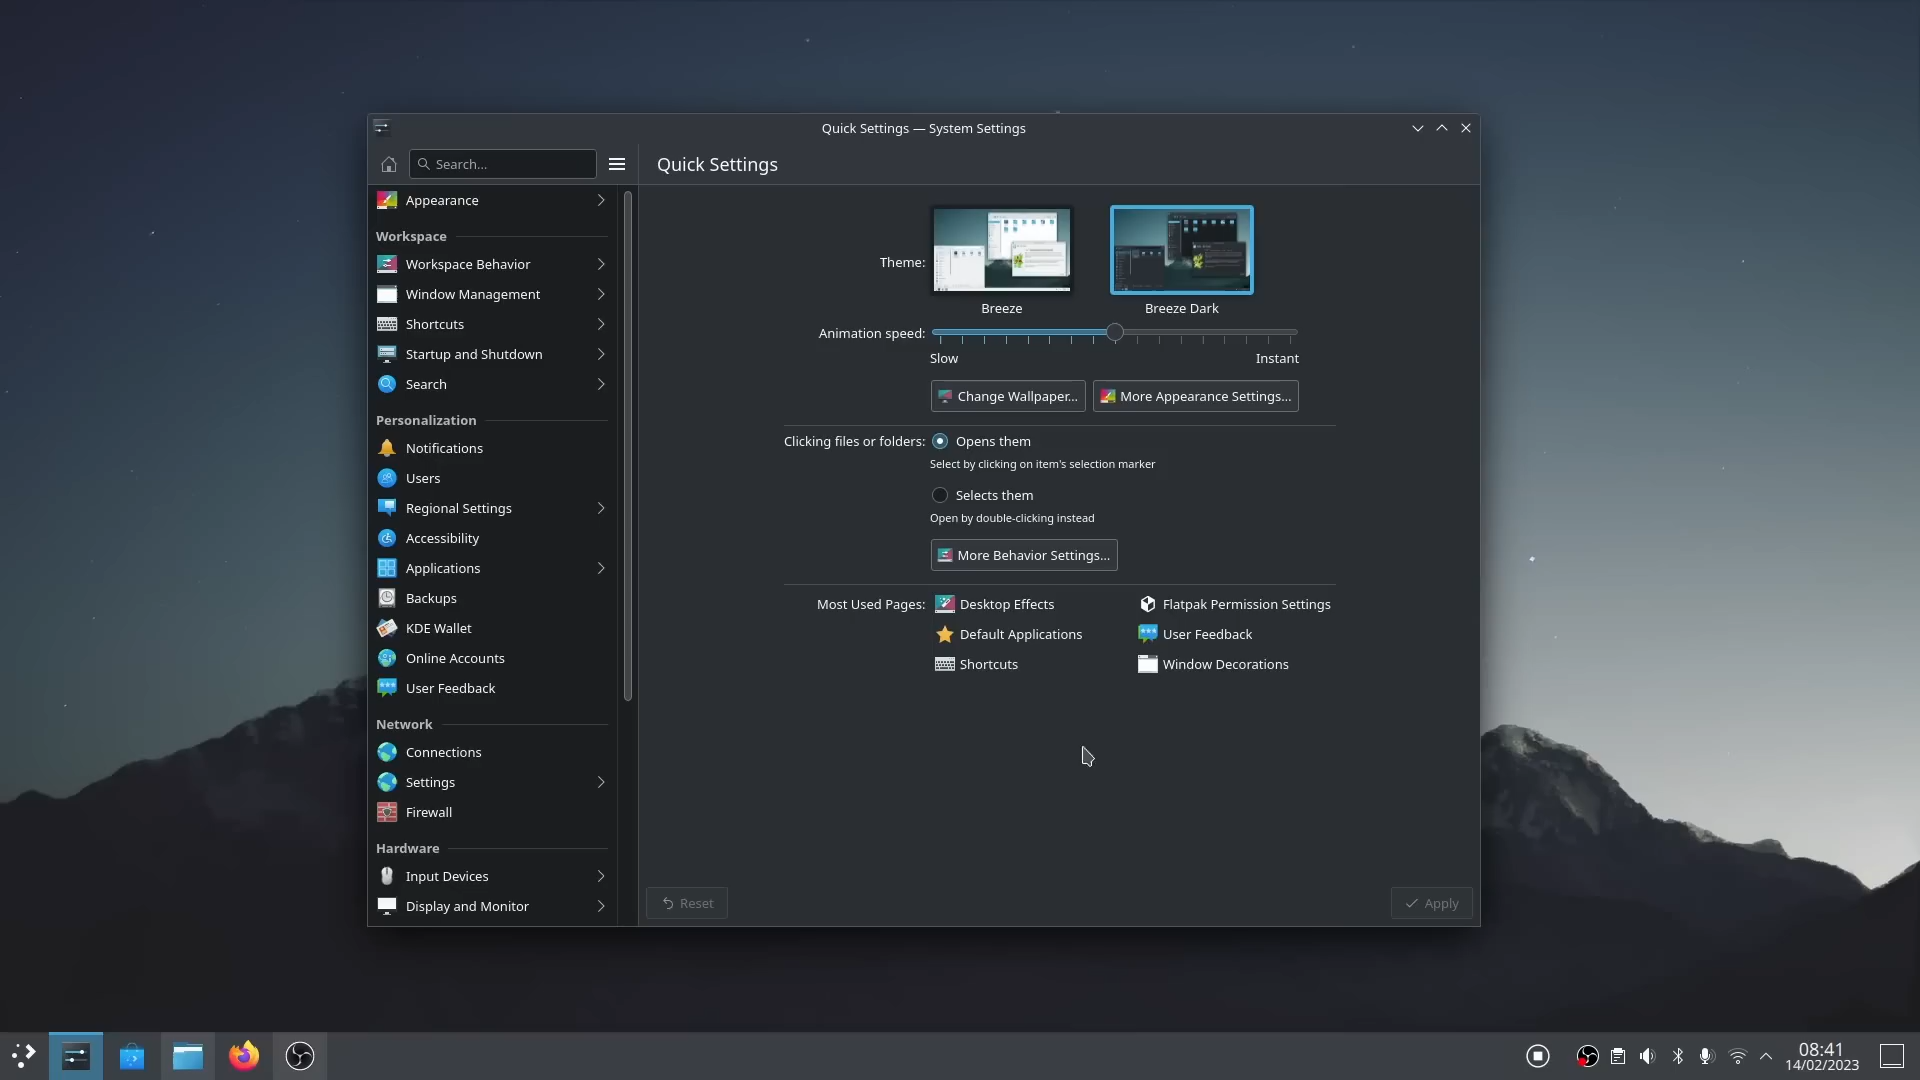 Quick Settings — System Settings
Search...
Quick Settings
Appearance
Workspace
Workspace Behavior
Window Management
Shortcuts
Startup and Shutdown
Search
Personalization
Notifications
Users
Regional Settings
Accessibility
Applications
Backups
KDE Wallet
Online Accounts
User Feedback
Network
Connections
Settings
Firewall
Hardware
Input Devices
Display and Monitor
Theme:
Breeze
Breeze Dark
Animation speed:
Slow
Instant
Change Wallpaper...
More Appearance Settings...
Clicking files or folders:
Opens them
Select by clicking on item's selection marker
Selects them
Open by double-clicking instead
More Behavior Settings...
Most Used Pages:
Desktop Effects
Flatpak Permission Settings
Default Applications
User Feedback
Shortcuts
Window Decorations
Reset
Apply
08:41
14/02/2023